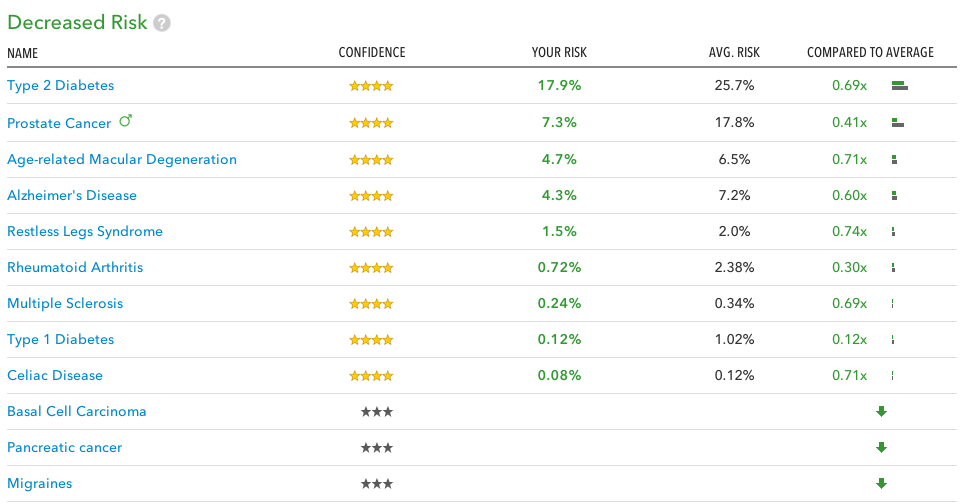 Decreased Risk ?
NAME CONFIDENCE YOUR RISK AVG. RISK COMPARED TO AVERAGE
Type 2 Diabetes 17.9% 25.7% 0.69x
Prostate Cancer 7.3% 17.8% 0.41x
Age-related Macular Degeneration 4.7% 6.5% 0.71x
Alzheimer's Disease 4.3% 7.2% 0.60x
Restless Legs Syndrome 1.5% 2.0% 0.74x
Rheumatoid Arthritis 0.72% 2.38% 0.30x
Multiple Sclerosis 0.24% 0.34% 0.69x
Type 1 Diabetes 0.12% 1.02% 0.12x
Celiac Disease 0.08% 0.12% 0.71x
Basal Cell Carcinoma
Pancreatic cancer
Migraines